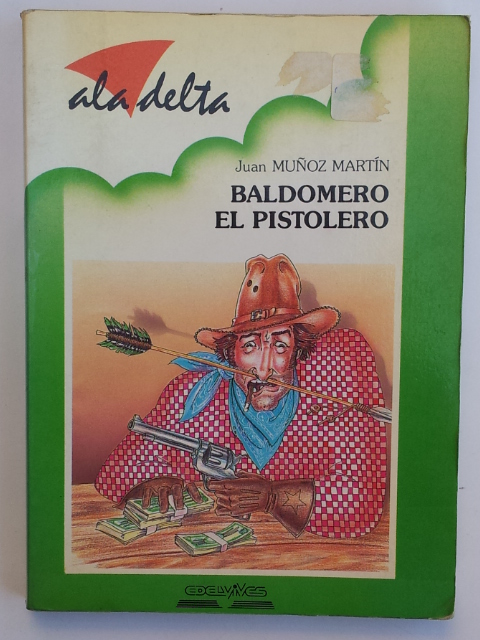 ala delta
Juan MUÑOZ MARTÍN
BALDOMERO
EL PISTOLERO
EDELVIVES